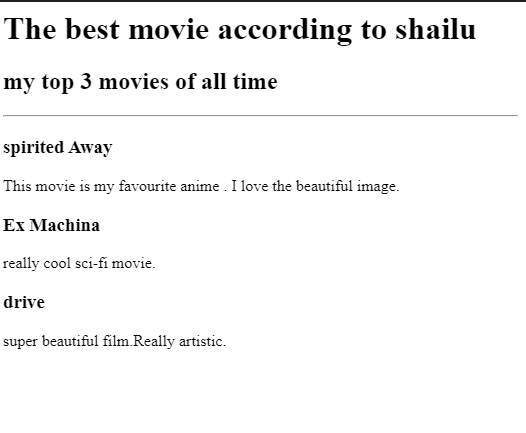 The best movie according to shailu
my top 3 movies of all time
spirited Away
This movie is my favourite anime . I love the beautiful image.
Ex Machina
really cool sci-fi movie.
drive
super beautiful film.Really artistic.